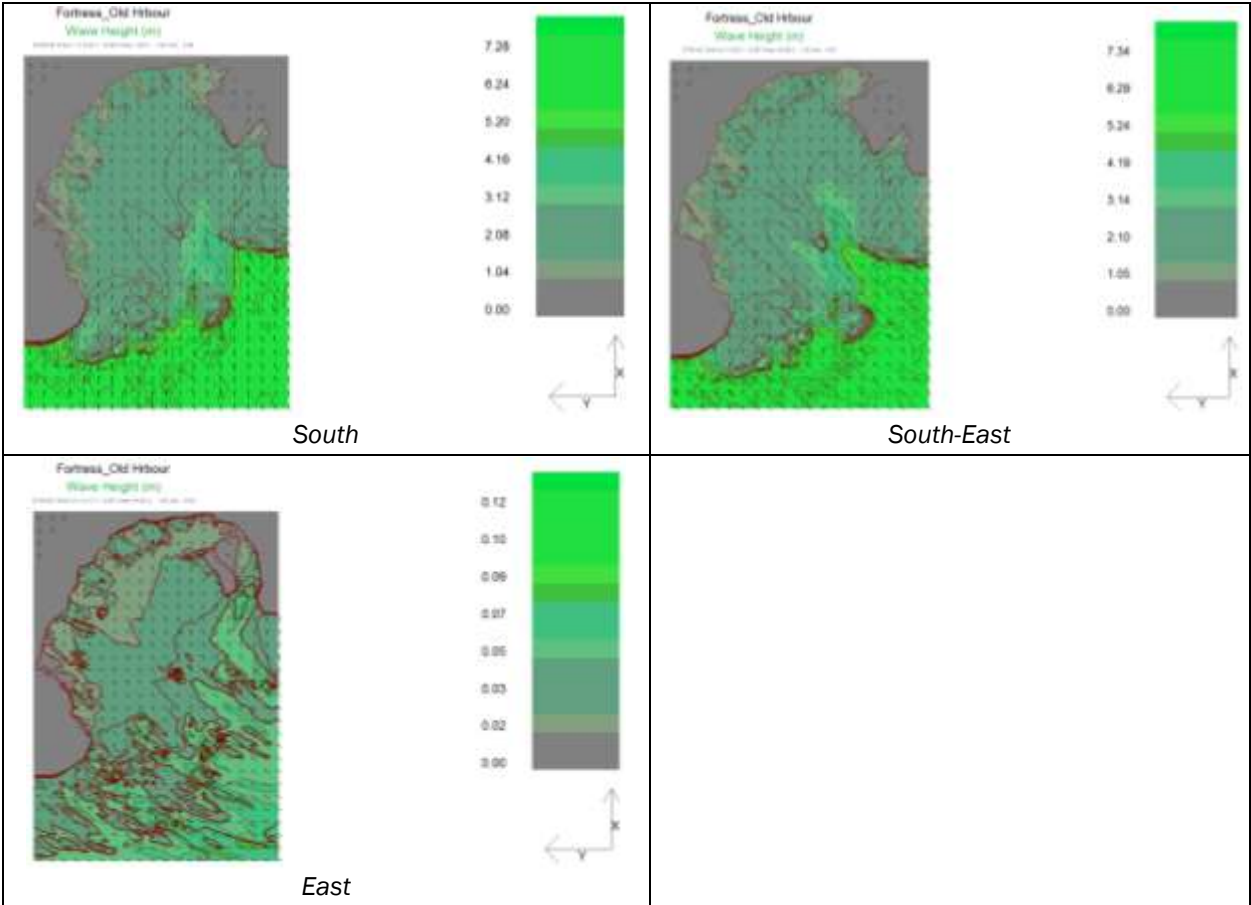 Fortress_Old Hrbour
Wave Height (m)
7.28
6.24
5.20
4.16
3.12
2.08
1.04
0.00
X
Y
South
Fortress_Old Hrbour
Wave Height (m)
7.34
6.29
5.24
4.19
3.14
2.10
1.05
0.00
X
Y
South-East
Fortress_Old Hrbour
Wave Height (m)
0.12
0.10
0.09
0.07
0.05
0.03
0.02
0.00
X
Y
East